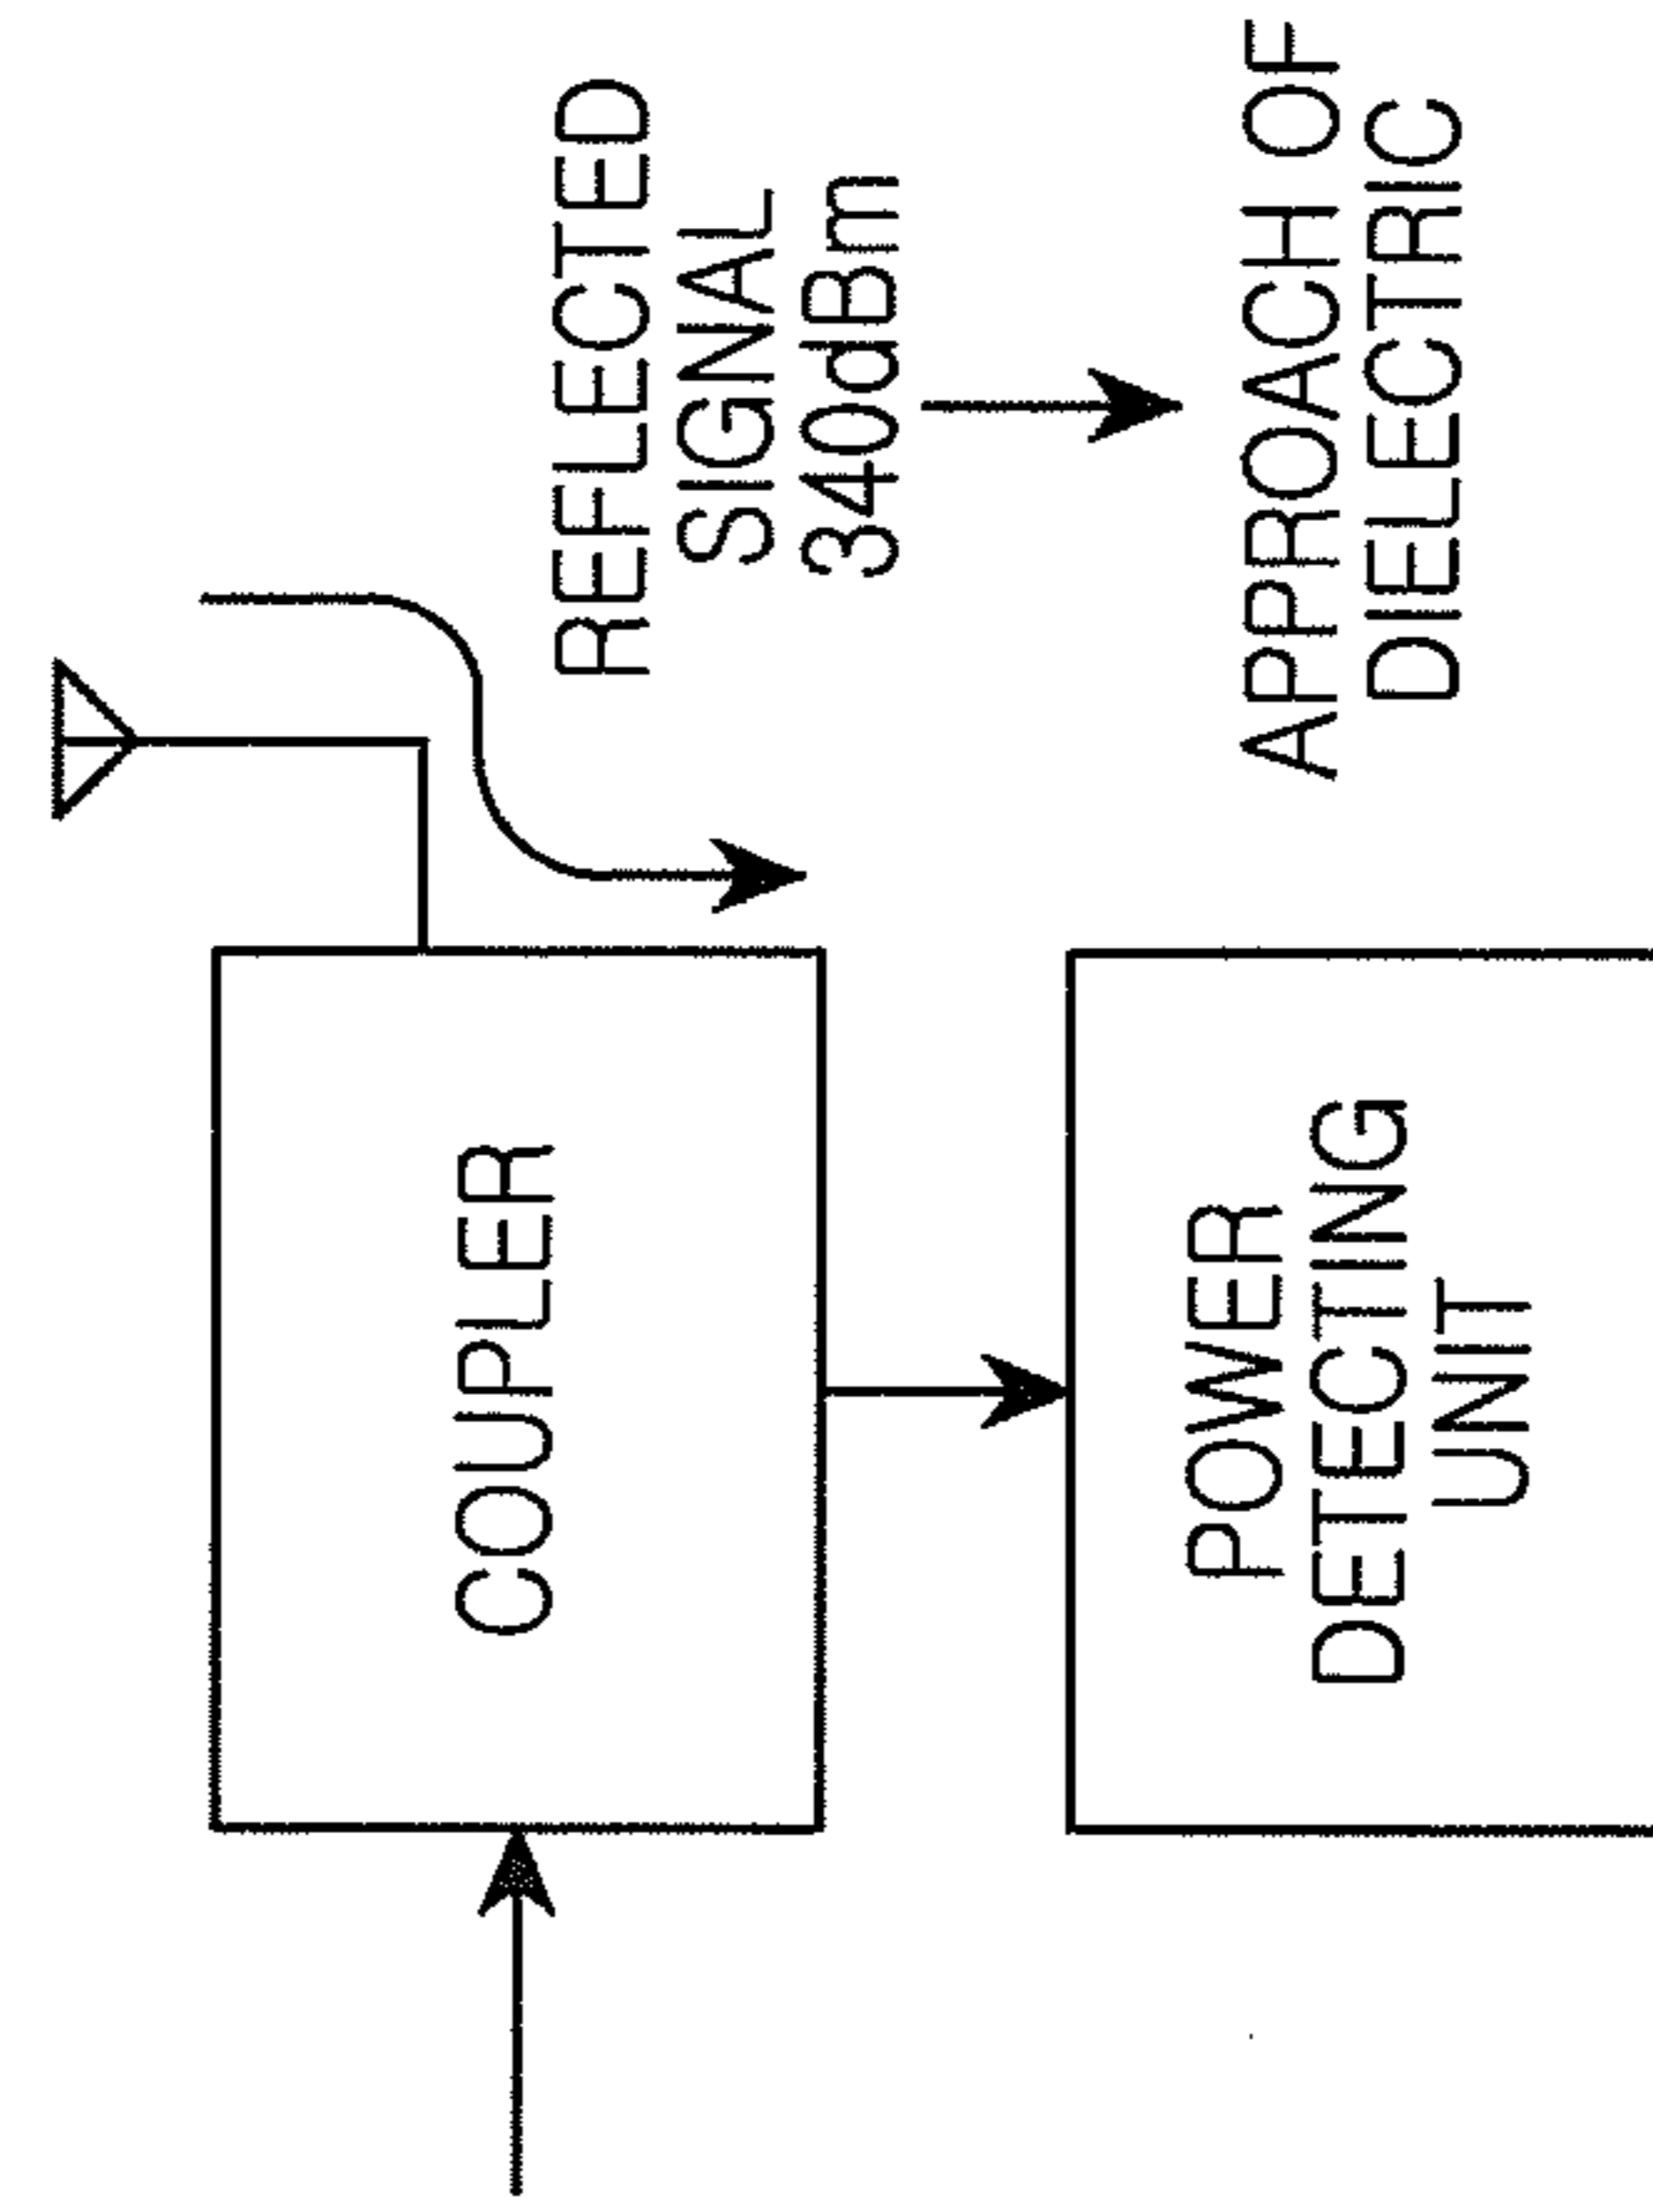 COUPLER
REFLECTED
SIGNAL
340dBm
POWER
DETECTING
UNIT
APPROACH OF
DIELECTRIC